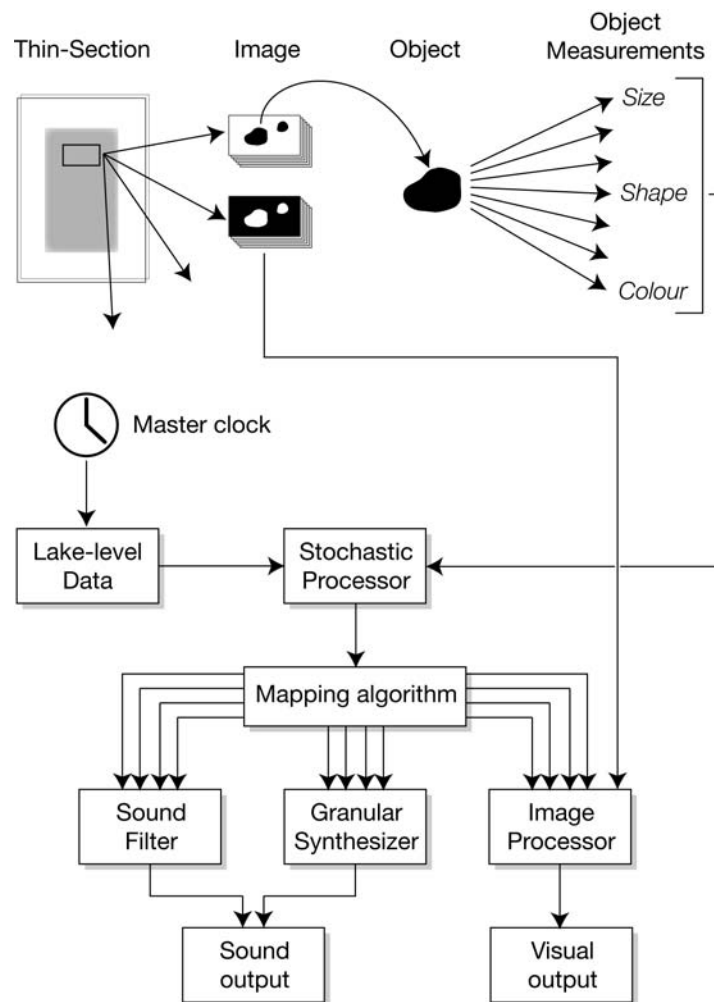 Thin-Section
Image
Object
Object
Measurements
Size
Shape
Colour
Master clock
Lake-level
Data
Stochastic
Processor
Mapping algorithm
Sound
Filter
Granular
Synthesizer
Image
Processor
Sound
output
Visual
output